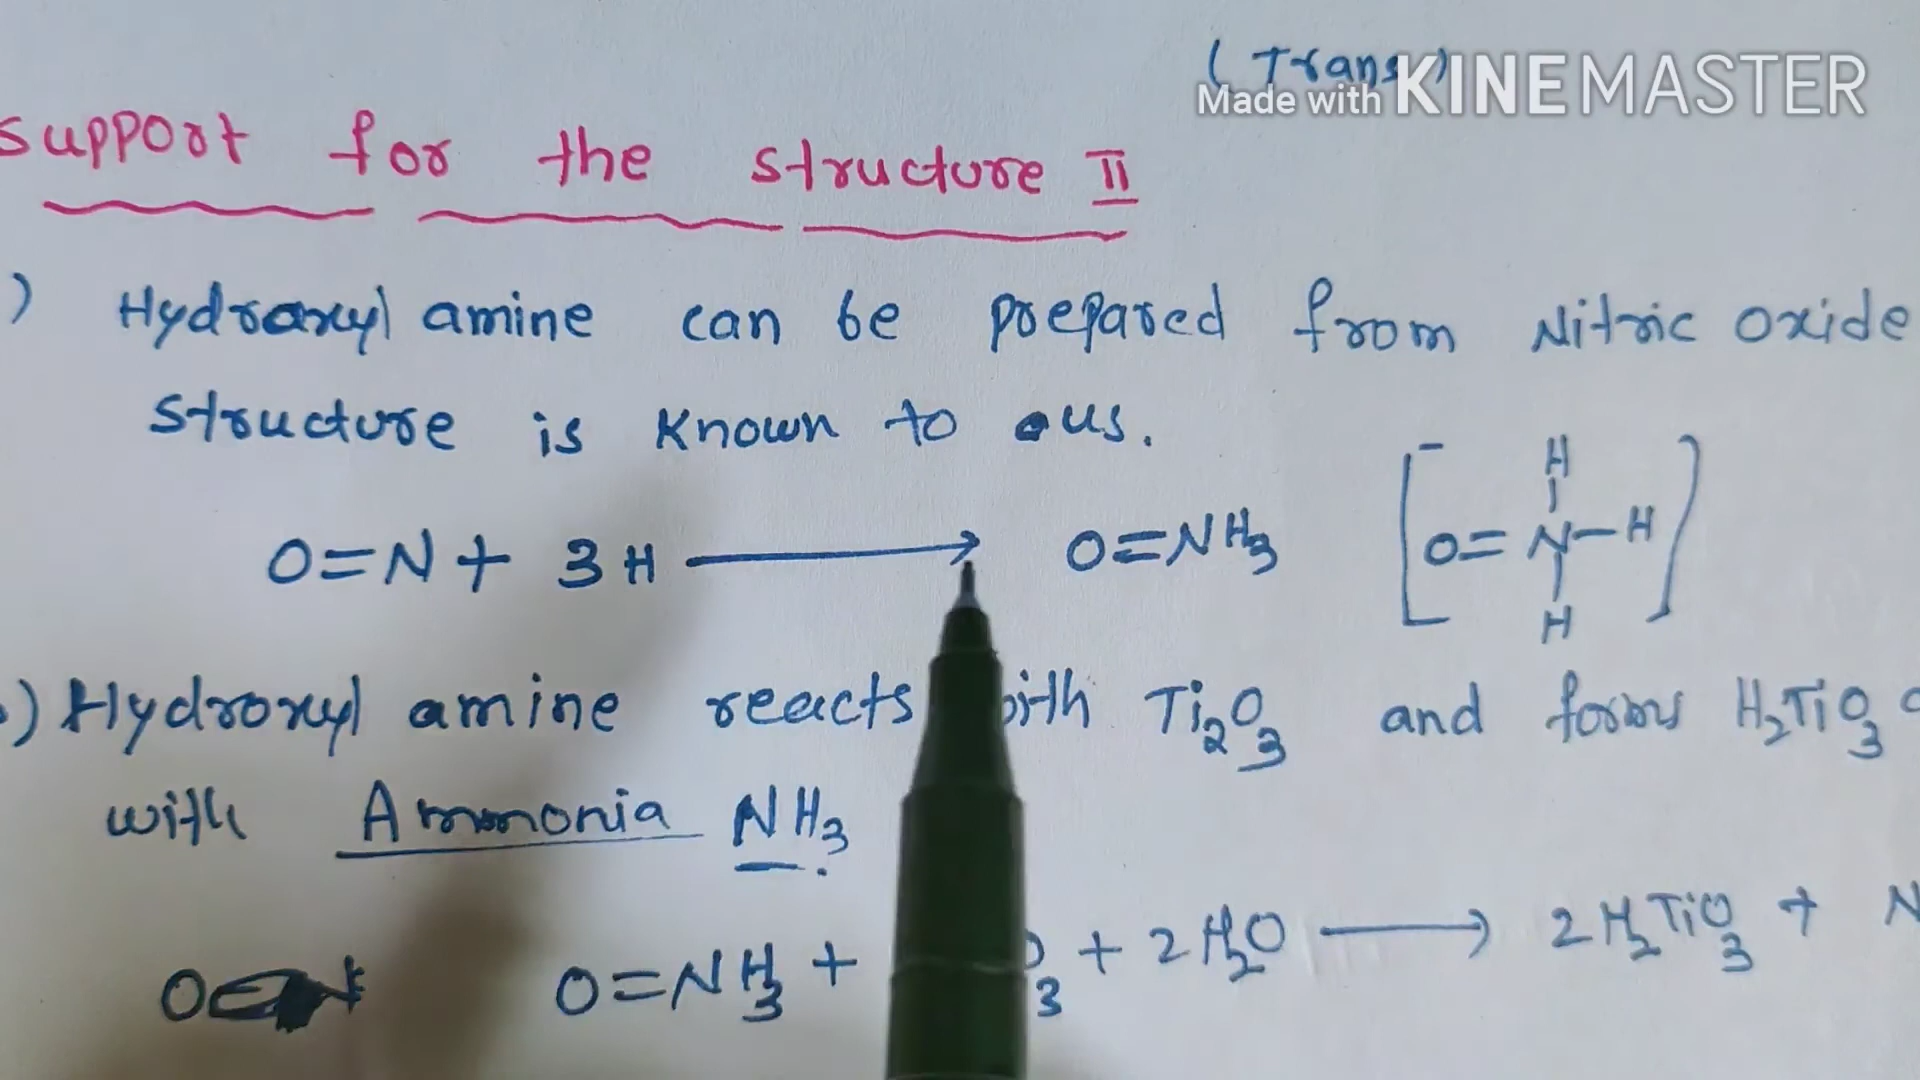 (Trans)
Made with KINEMASTER
support for the structure II
) Hydroxyl amine can be prepared from Nitric oxide
structure is known to us.
O=N + 3H ⟶ O=NH₃ [O=N-H
H
H]
) Hydroxyl amine reacts with Ti₂O₃ and forms H₂TiO₃
with Ammonia NH₃.
O=NH₃ + O₃ + 2H₂O ⟶ 2H₂TiO₃ + N